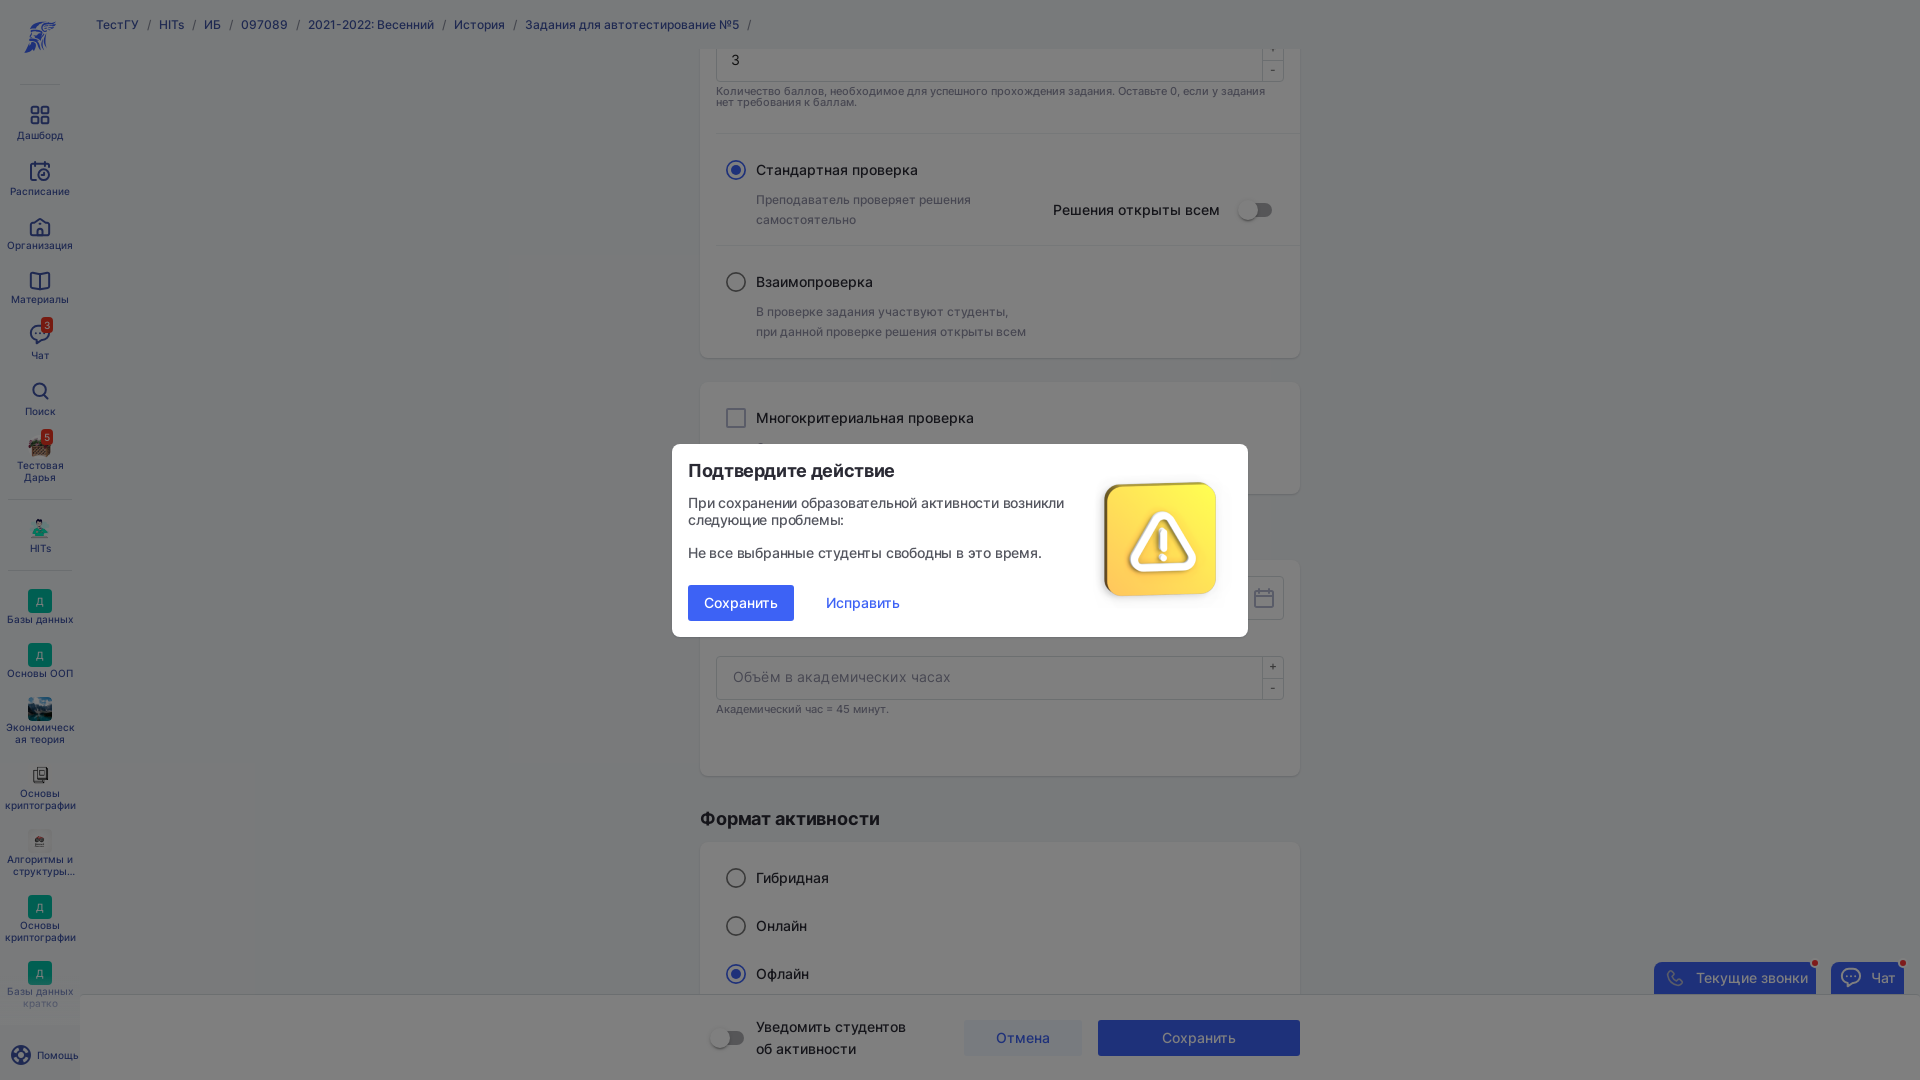 ТестГУ / HITs / ИБ / 097089 / 2021-2022: Весенний / История / Задания для автотестирование №5 /
Дашборд
Расписание
Организация
Материалы
3
Чат
Поиск
5
Тестовая
Дарья
HITs
Д
Базы данных
Д
Основы ООП
Экономическ
ая теория
Основы
криптографии
Алгоритмы и
структуры...
Д
Основы
криптографии
Д
Базы данных
кратко
Помощь
3
-
Количество баллов, необходимое для успешного прохождения задания. Оставьте 0, если у задания
нет требования к баллам.
Стандартная проверка
Преподаватель проверяет решения
самостоятельно
Решения открыты всем
Взаимопроверка
В проверке задания участвуют студенты,
при данной проверке решения открыты всем
Многокритериальная проверка
Подтвердите действие
При сохранении образовательной активности возникли
следующие проблемы:
Не все выбранные студенты свободны в это время.
Сохранить
Исправить
Объём в академических часах
+
-
Академический час = 45 минут.
Формат активности
Гибридная
Онлайн
Офлайн
Текущие звонки
Чат
Уведомить студентов
об активности
Отмена
Сохранить